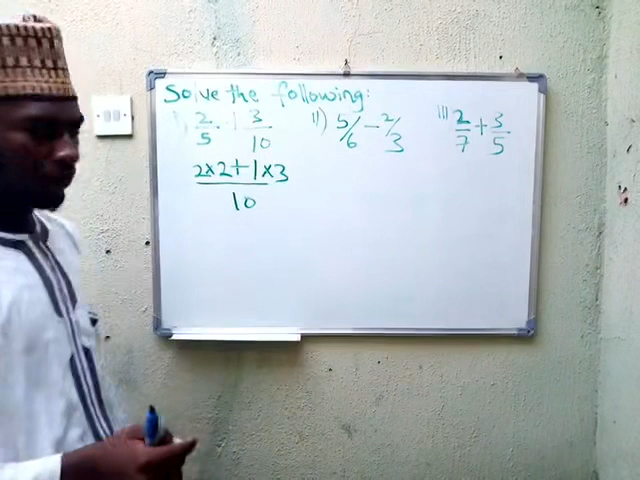 Solve the following:
i) 2/5 + 3/10 ii) 5/6 - 2/3 iii) 2/7 + 3/5
2x2+1x3
10